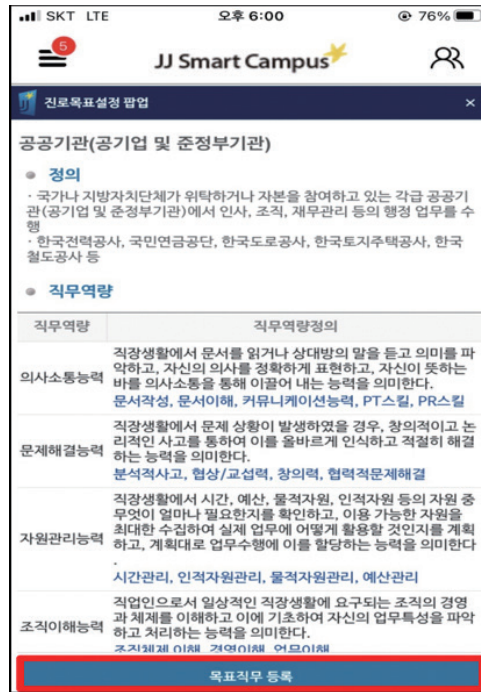 SKT LTE 오후 6:00 76%
5
JJ Smart Campus
진로목표설정 팝업 ×
공공기관(공기업 및 준정부기관)
정의
· 국가나 지방자치단체가 위탁하거나 자본을 참여하고 있는 각급 공공기
관(공기업 및 준정부기관)에서 인사, 조직, 재무관리 등의 행정 업무를 수
행
· 한국전력공사, 국민연금공단, 한국도로공사, 한국토지주택공사, 한국
철도공사 등
직무역량
직무역량 직무역량정의
직장생활에서 문서를 읽거나 상대방의 말을 듣고 의미를 파
악하고, 자신의 의사를 정확하게 표현하고, 자신이 뜻하는
의사소통능력
바를 의사소통을 통해 이끌어 내는 능력을 의미한다.
문서작성, 문서이해, 커뮤니케이션능력, PT스킬, PR스킬
직장생활에서 문제 상황이 발생하였을 경우, 창의적이고 논
리적인 사고를 통하여 이를 올바르게 인식하고 적절히 해결
문제해결능력
하는 능력을 의미한다.
분석적사고, 협상/교섭력, 창의력, 협력적문제해결
직장생활에서 시간, 예산, 물적자원, 인적자원 등의 자원 중
무엇이 얼마나 필요한지를 확인하고, 이용 가능한 자원을
최대한 수집하여 실제 업무에 어떻게 활용할 것인지를 계획
자원관리능력
하고, 계획대로 업무수행에 이를 할당하는 능력을 의미한다
.
시간관리, 인적자원관리, 물적자원관리, 예산관리
직업인으로서 일상적인 직장생활에 요구되는 조직의 경영
과 체제를 이해하고 이에 기초하여 자신의 업무특성을 파악
조직이해능력
하고 처리하는 능력을 의미한다.
조직체제 이해, 경영이해, 업무이해
목표직무 등록